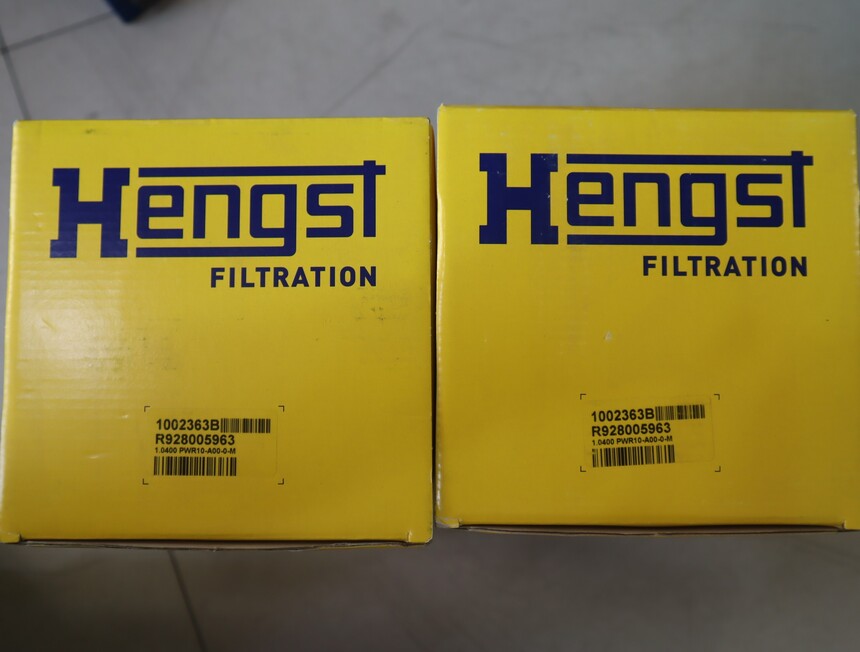 Hengst
FILTRATION
1002363B
R928005963
1.0400 PWR10-A00-0-M
Hengst
FILTRATION
1002363B
R928005963
1.0400 PWR10-A00-0-M